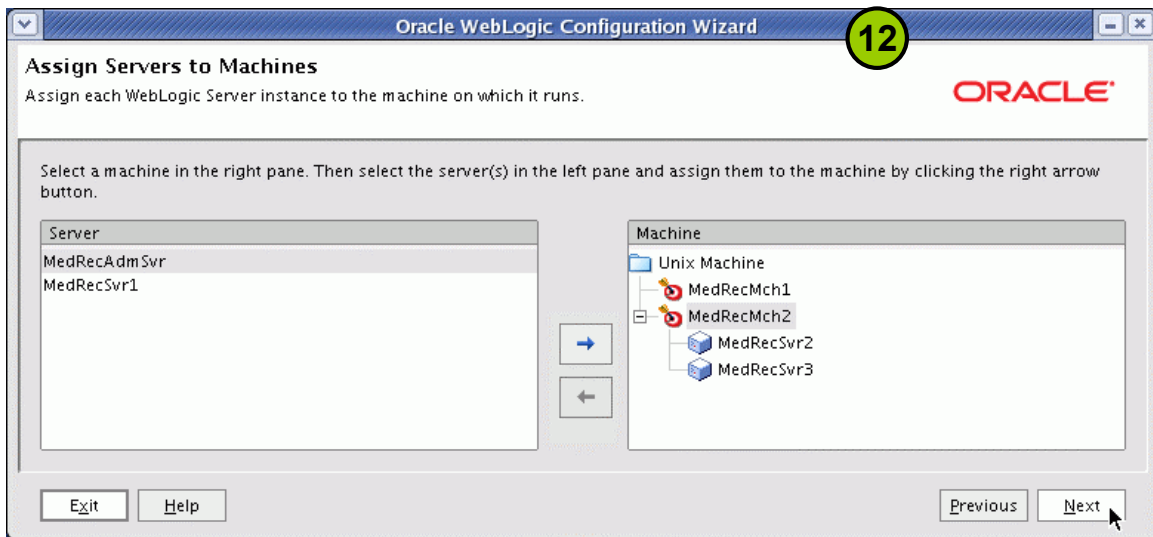 Oracle WebLogic Configuration Wizard
12
Assign Servers to Machines
Assign each WebLogic Server instance to the machine on which it runs.
ORACLE
Select a machine in the right pane. Then select the server(s) in the left pane and assign them to the machine by clicking the right arrow
button.
Server
MedRecAdmSvr
MedRecSvr1
Machine
Unix Machine
MedRecMch1
MedRecMch2
MedRecSvr2
MedRecSvr3
Exit
Help
Previous
Next